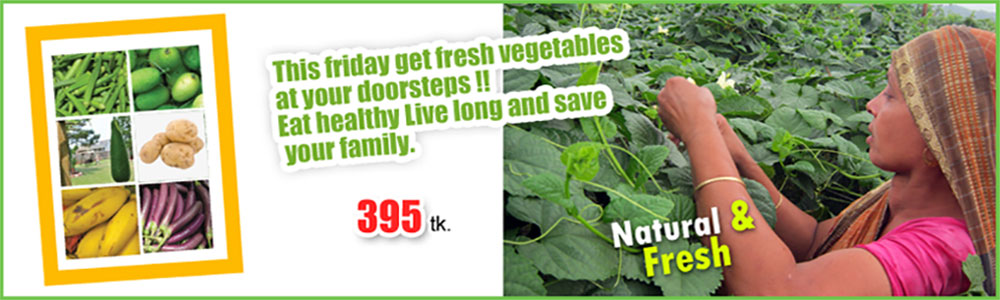 This friday get fresh vegetables
at your doorsteps !!
Eat healthy Live long and save
your family.
395 tk.
Natural &
Fresh